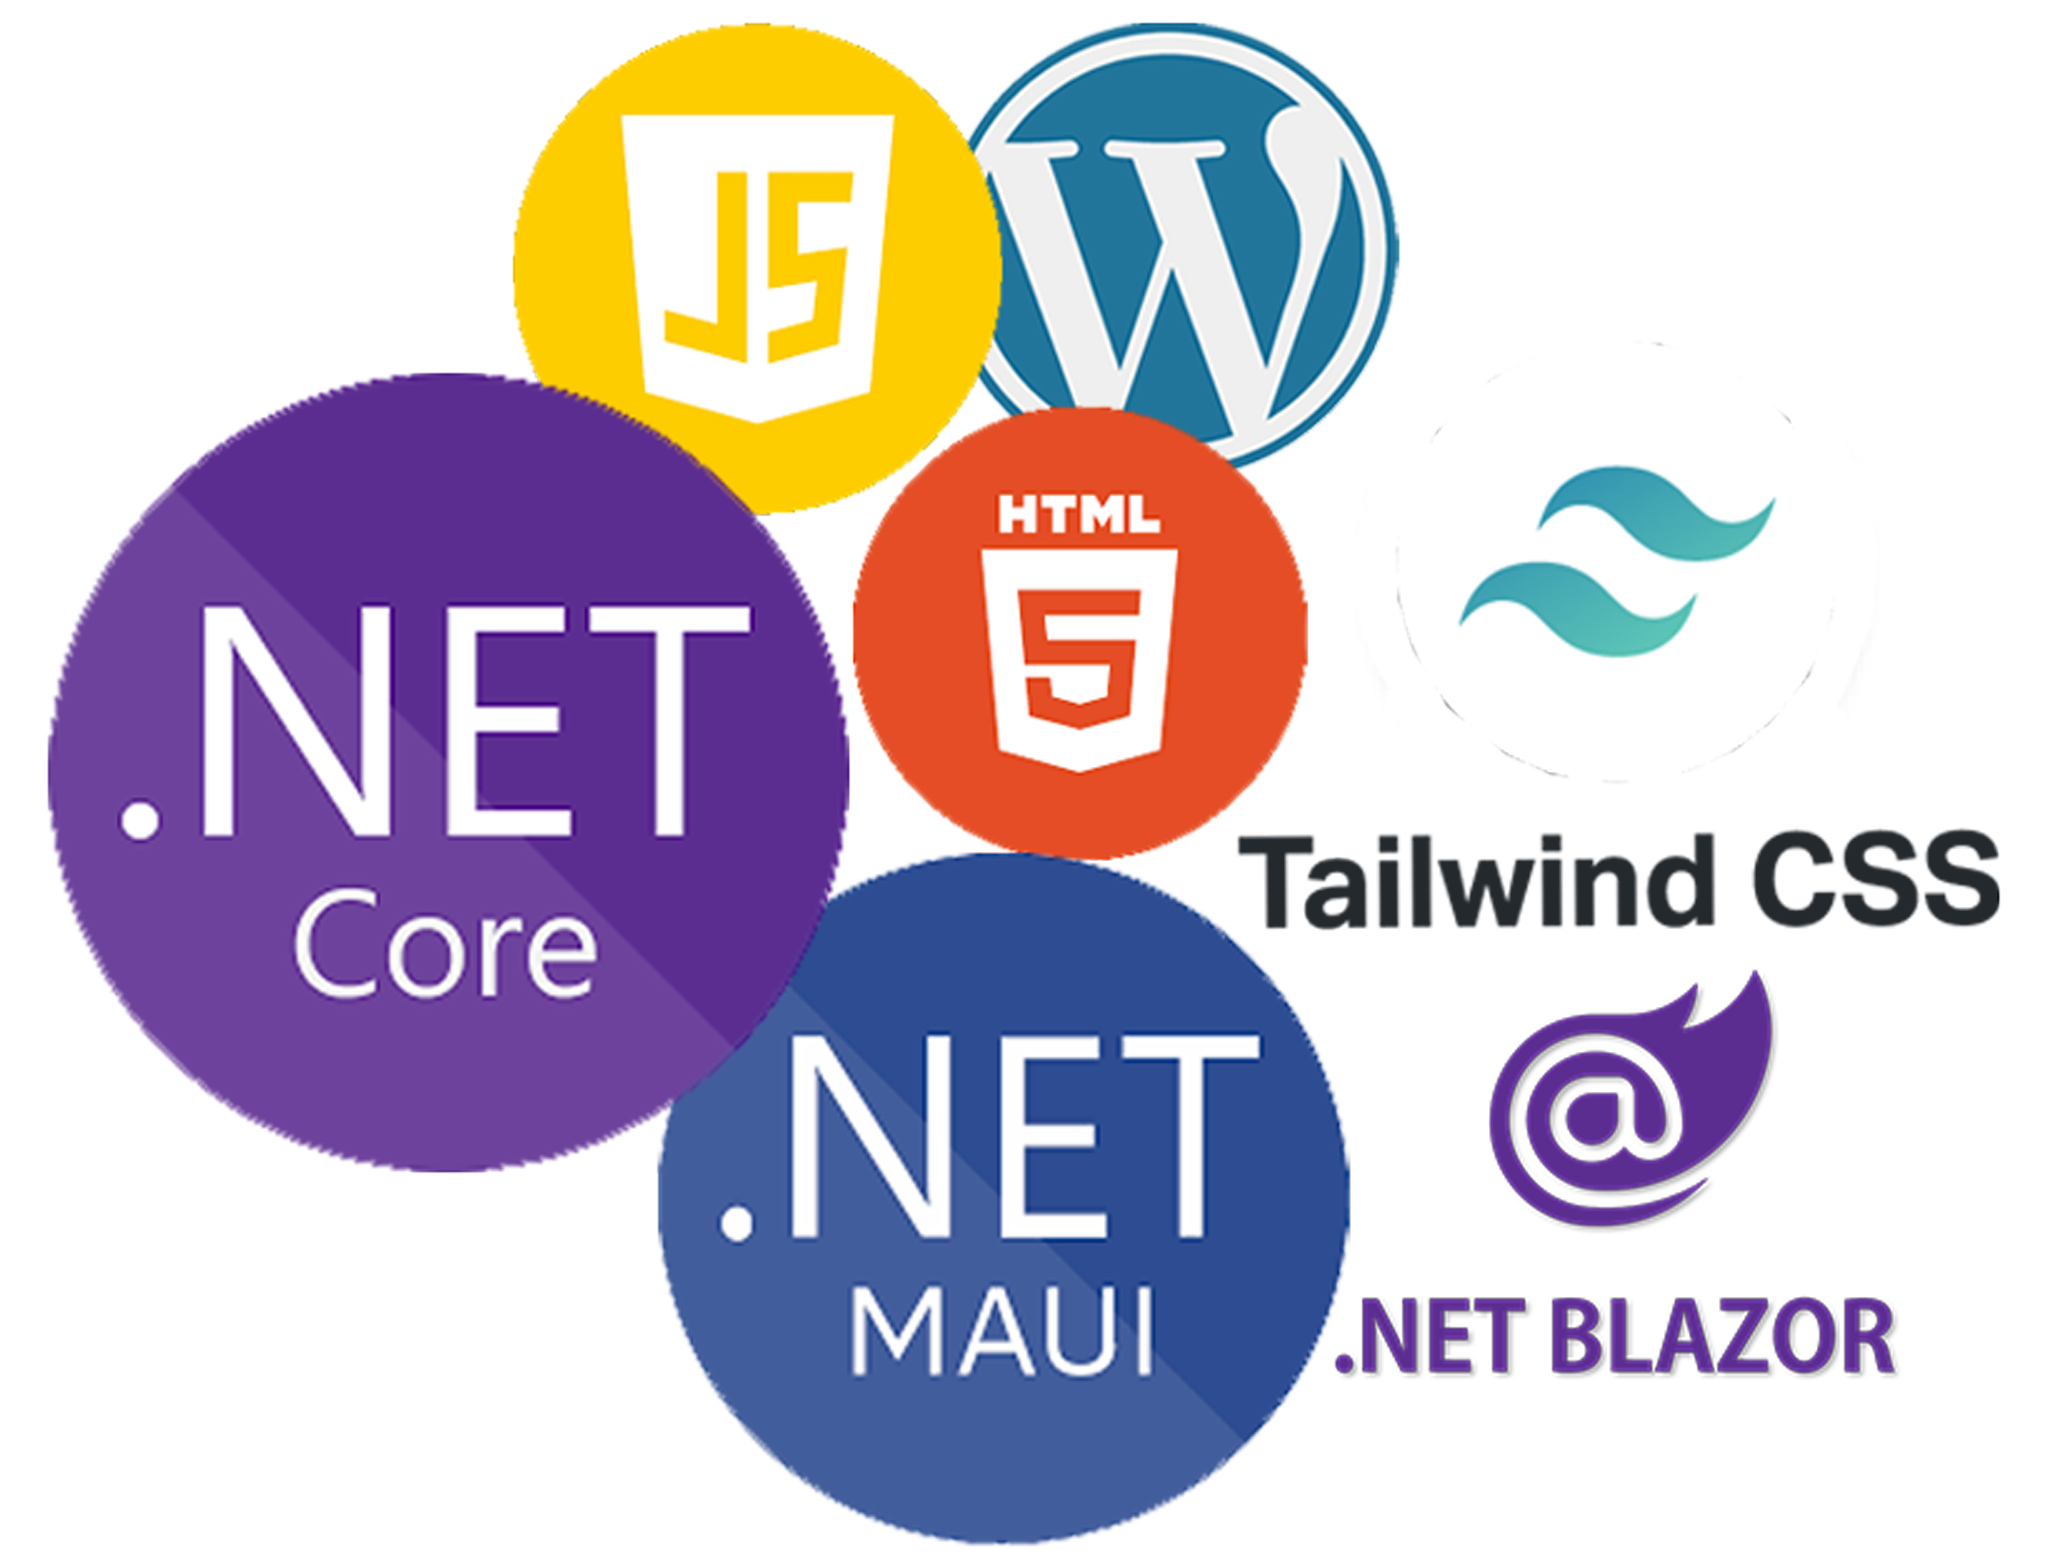 JS
W
HTML
5
.NET
Core
Tailwind CSS
.NET
MAUI
@
.NET BLAZOR